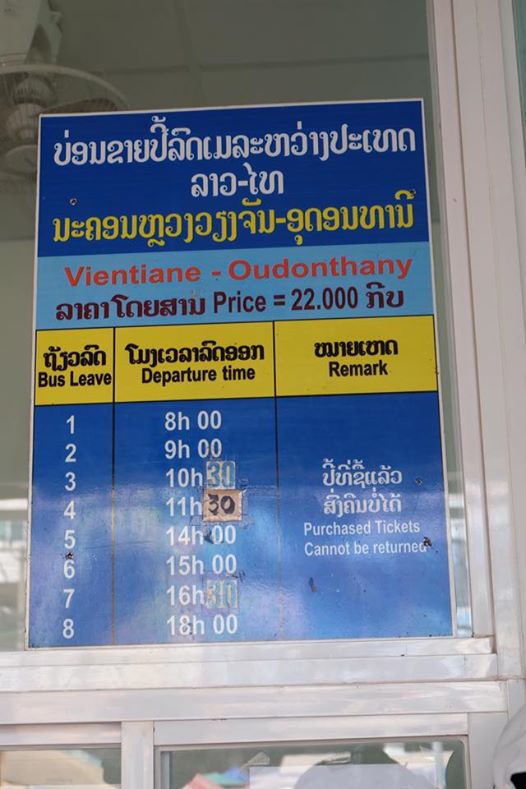 ບ່ອນຂາຍປີ້ລົດເມລະຫວ່າງປະເທດ
ລາວ-ໄທ
ນະຄອນຫຼວງວຽງຈັນ-ອຸດອນທານີ
Vientiane - Oudonthany
ລາຄາໂດຍສານ Price = 22.000 ກີບ
ຖ້ຽວລົດ ໂມງເວລາລົດອອກ ໝາຍເຫດ
Bus Leave Departure time Remark
1 8h 00
2 9h 00
3 10h 30
4 11h 30
5 14h 00
6 15h 00
7 16h
8 18h 00
ປີ້ທີ່ຊື້ແລ້ວ
ສົ່ງຄືນບໍ່ໄດ້
Purchased Tickets
Cannot be returned